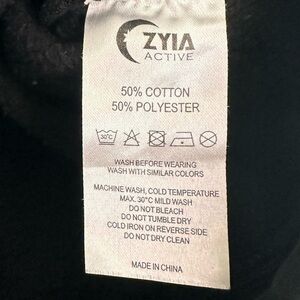 ZYIA
ACTIVE
50% COTTON
50% POLYESTER
30°C
WASH BEFORE WEARING
WASH WITH SIMILAR COLORS
MACHINE WASH, COLD TEMPERATURE
MAX. 30°C MILD WASH
DO NOT BLEACH
DO NOT TUMBLE DRY
COLD IRON ON REVERSE SIDE
DO NOT DRY CLEAN
MADE IN CHINA